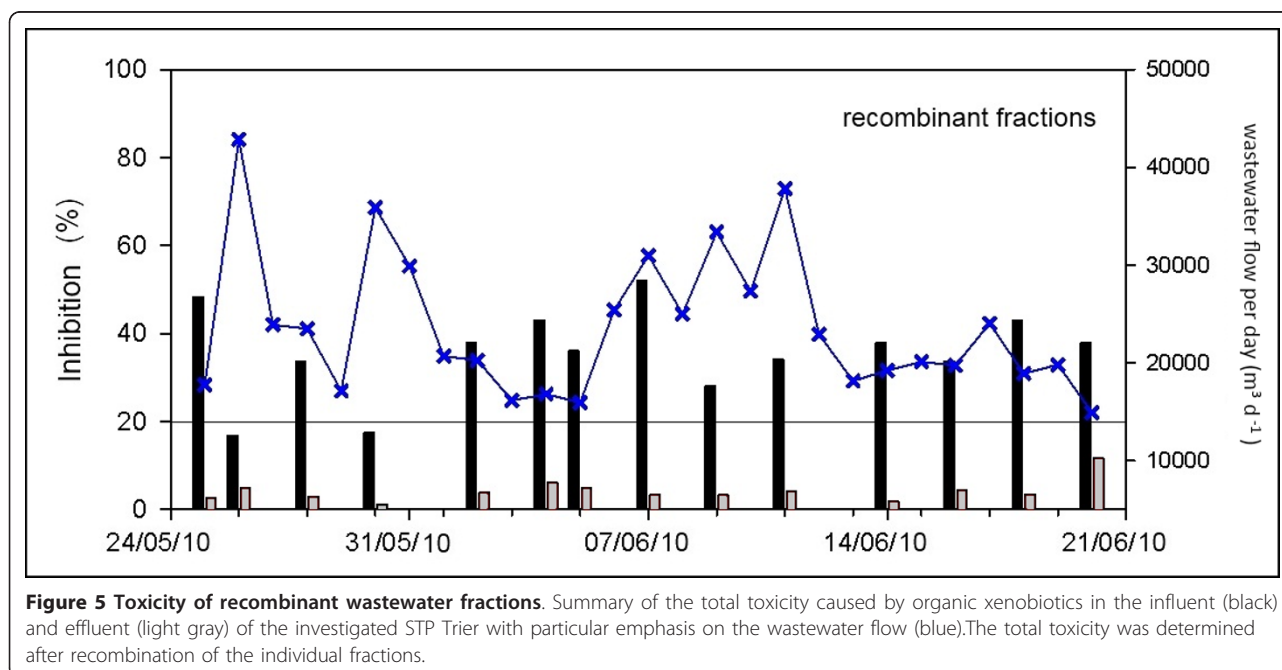 100
80
60
40
20
0
Inhibition (%)
recombinant fractions
50000
40000
30000
20000
10000
wastewater flow per day (m³ d⁻¹)
24/05/10 31/05/10 07/06/10 14/06/10 21/06/10
Figure 5 Toxicity of recombinant wastewater fractions. Summary of the total toxicity caused by organic xenobiotics in the influent (black)
and effluent (light gray) of the investigated STP Trier with particular emphasis on the wastewater flow (blue).The total toxicity was determined
after recombination of the individual fractions.